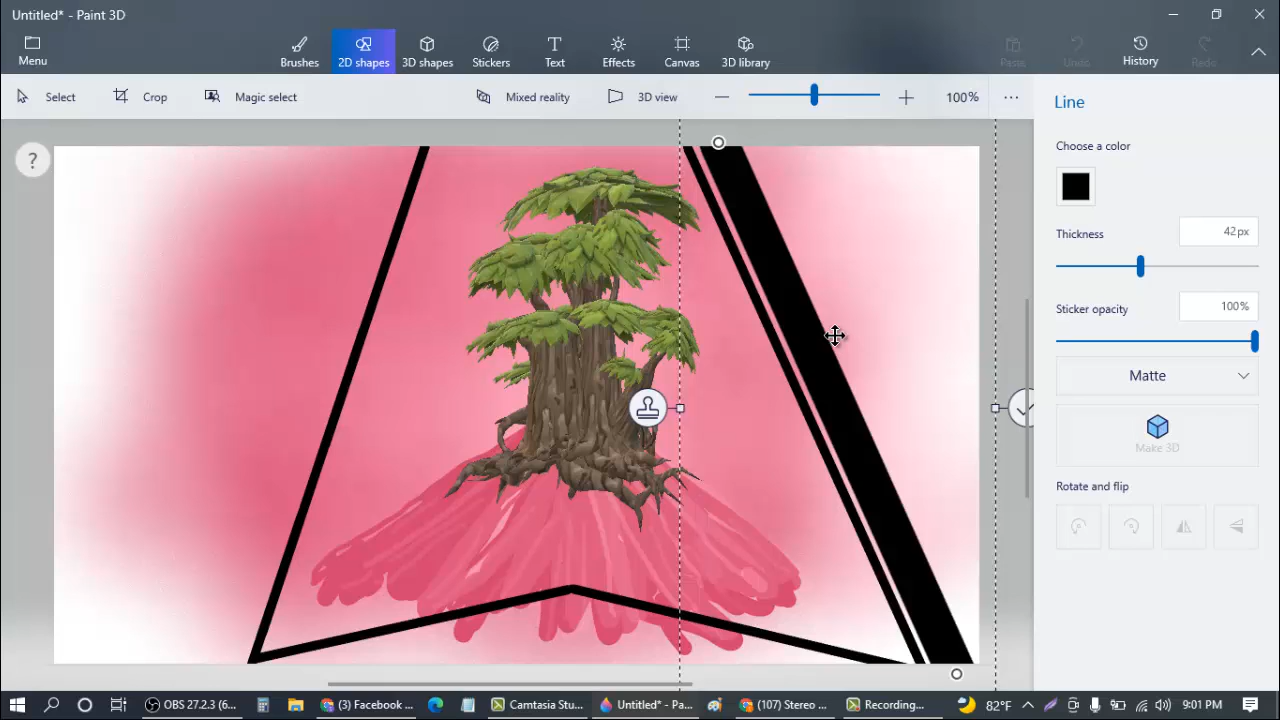 Untitled* - Paint 3D
Menu
Brushes
2D shapes
3D shapes
Stickers
Text
Effects
Canvas
3D library
Paste
Undo
History
Redo
Select
Crop
Magic select
Mixed reality
3D view
100%
Line
?
Choose a color
Thickness
42px
Sticker opacity
100%
Matte
Make 3D
Rotate and flip
OBS 27.2.3 (6...
(3) Facebook ...
Camtasia Stu...
Untitled* - Pa...
(107) Stereo ...
Recording...
82°F
9:01 PM